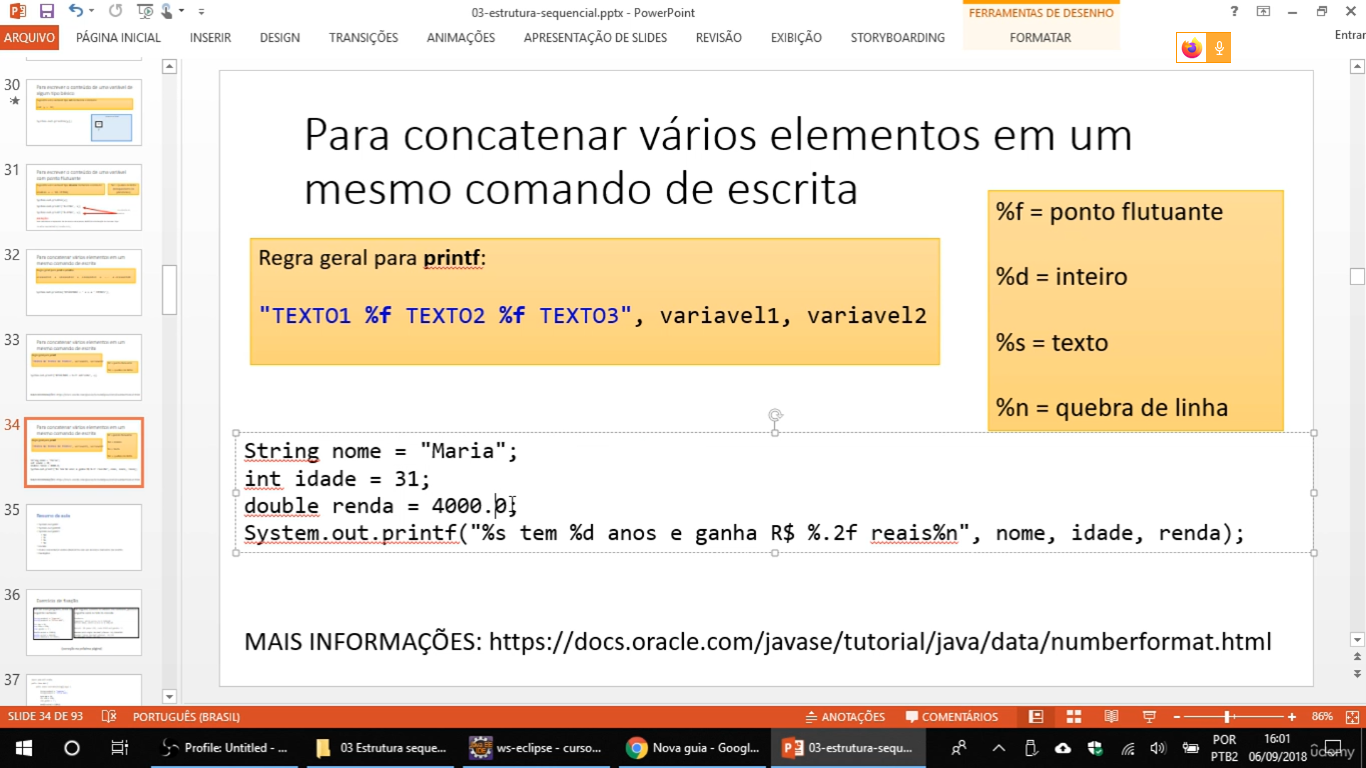 03-estrutura-sequencial.pptx - PowerPoint
FERRAMENTAS DE DESENHO
?
ARQUIVO
PÁGINA INICIAL
INSERIR
DESIGN
TRANSIÇÕES
ANIMAÇÕES
APRESENTAÇÃO DE SLIDES
REVISÃO
EXIBIÇÃO
STORYBOARDING
FORMATAR
Entrar
30
31
32
33
34
35
36
37
Para concatenar vários elementos em um
mesmo comando de escrita
Regra geral para printf:
"TEXTO1 %f TEXTO2 %f TEXTO3", variavel1, variavel2
%f = ponto flutuante
%d = inteiro
%s = texto
%n = quebra de linha
String nome = "Maria";
int idade = 31;
double renda = 4000.0;
System.out.printf("%s tem %d anos e ganha R$ %.2f reais%n", nome, idade, renda);
MAIS INFORMAÇÕES: https://docs.oracle.com/javase/tutorial/java/data/numberformat.html
SLIDE 34 DE 93
PORTUGUÊS (BRASIL)
ANOTAÇÕES
COMENTÁRIOS
86%
Profile: Untitled - ...
03 Estrutura seque...
ws-eclipse - curso...
Nova guia - Googl...
03-estrutura-sequ...
POR
PTB2
16:01
06/09/2018
udemy